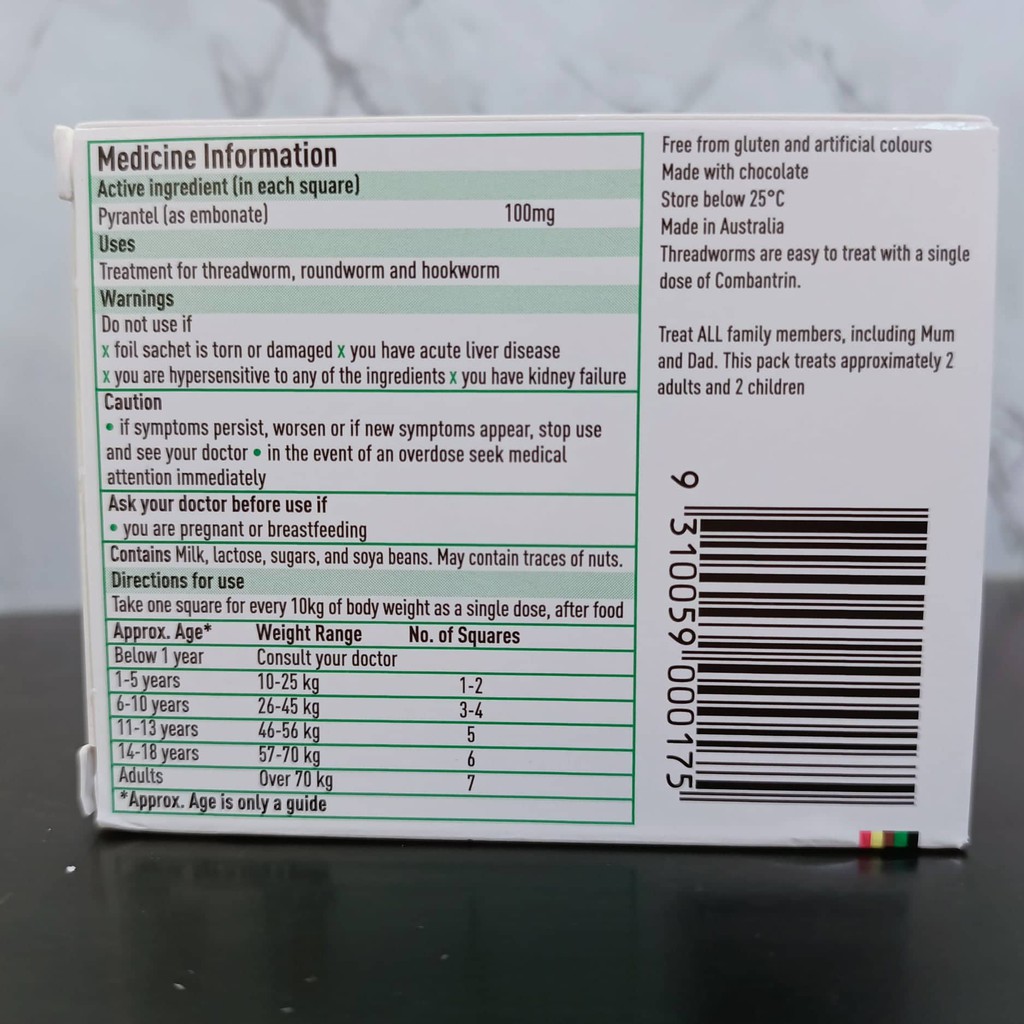 Medicine Information
Active ingredient (in each square)
Pyrantel (as embonate) 100mg
Uses
Treatment for threadworm, roundworm and hookworm
Warnings
Do not use if
x foil sachet is torn or damaged x you have acute liver disease
x you are hypersensitive to any of the ingredients x you have kidney failure
Caution
• if symptoms persist, worsen or if new symptoms appear, stop use
and see your doctor • in the event of an overdose seek medical
attention immediately
Ask your doctor before use if
• you are pregnant or breastfeeding
Contains Milk, lactose, sugars, and soya beans. May contain traces of nuts.
Directions for use
Take one square for every 10kg of body weight as a single dose, after food
Approx. Age* Weight Range No. of Squares
Below 1 year Consult your doctor
1-5 years 10-25 kg 1-2
6-10 years 26-45 kg 3-4
11-13 years 46-56 kg 5
14-18 years 57-70 kg 6
Adults Over 70 kg 7
*Approx. Age is only a guide
Free from gluten and artificial colours
Made with chocolate
Store below 25°C
Made in Australia
Threadworms are easy to treat with a single
dose of Combantrin.
Treat ALL family members, including Mum
and Dad. This pack treats approximately 2
adults and 2 children
9 310059 000175